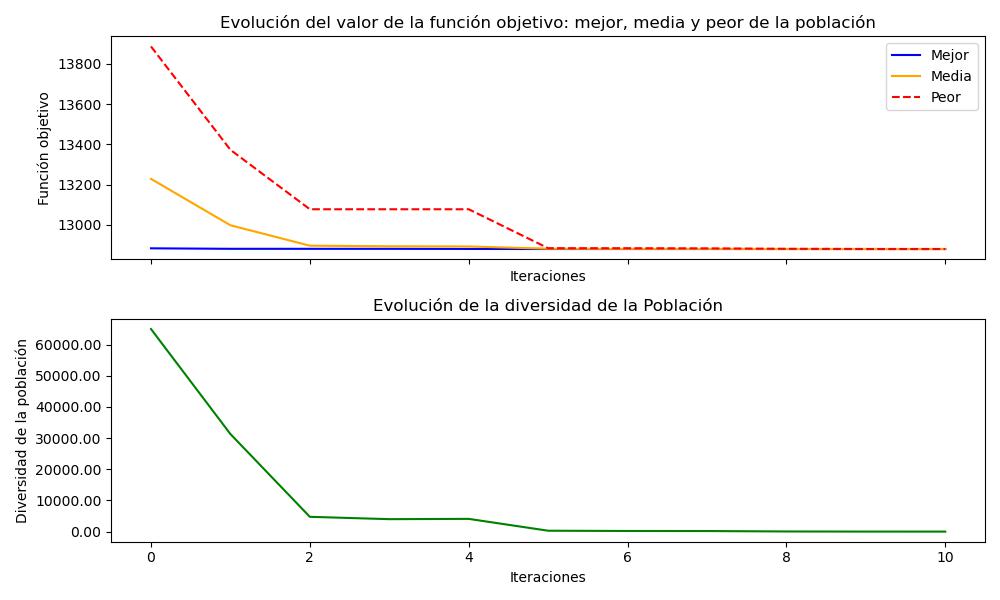 Evolución del valor de la función objetivo: mejor, media y peor de la población
Función objetivo
13800
13600
13400
13200
13000
Mejor
Media
Peor
Iteraciones
Evolución de la diversidad de la Población
Diversidad de la población
60000.00
50000.00
40000.00
30000.00
20000.00
10000.00
0.00
0 2 4 6 8 10
Iteraciones